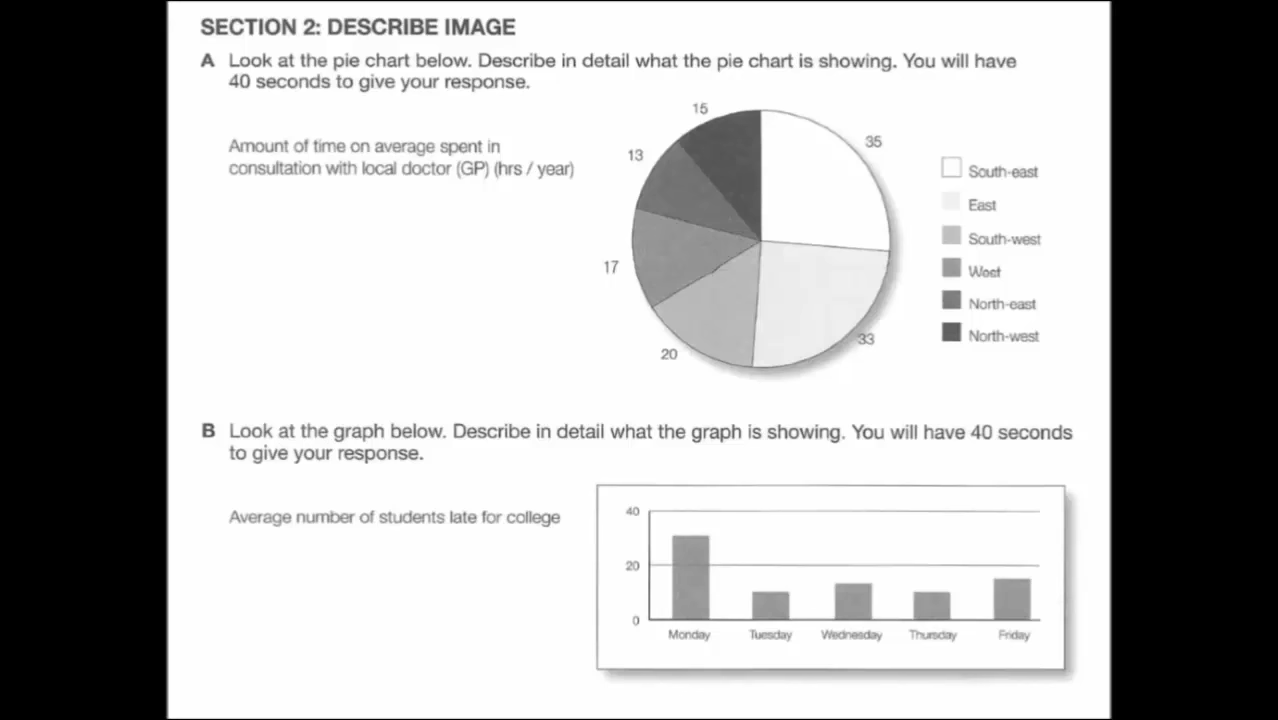 SECTION 2: DESCRIBE IMAGE
A Look at the pie chart below. Describe in detail what the pie chart is showing. You will have
40 seconds to give your response.
Amount of time on average spent in
consultation with local doctor (GP) (hrs / year)
15
35
13
17
20
33
South-east
East
South-west
West
North-east
North-west
B Look at the graph below. Describe in detail what the graph is showing. You will have 40 seconds
to give your response.
Average number of students late for college
40
20
0
Monday Tuesday Wednesday Thursday Friday